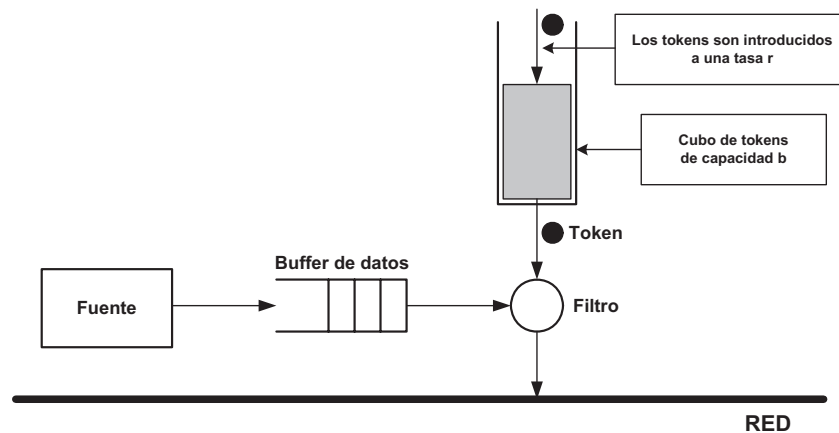 Los tokens son introducidos
a una tasa r
Cubo de tokens
de capacidad b
Token
Buffer de datos
Fuente
Filtro
RED